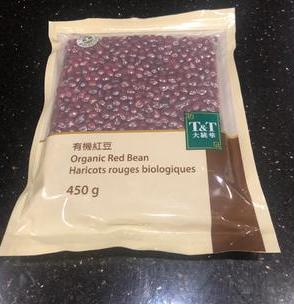 有機紅豆
Organic Red Bean
Haricots rouges biologiques
450 g
T&T
大統華